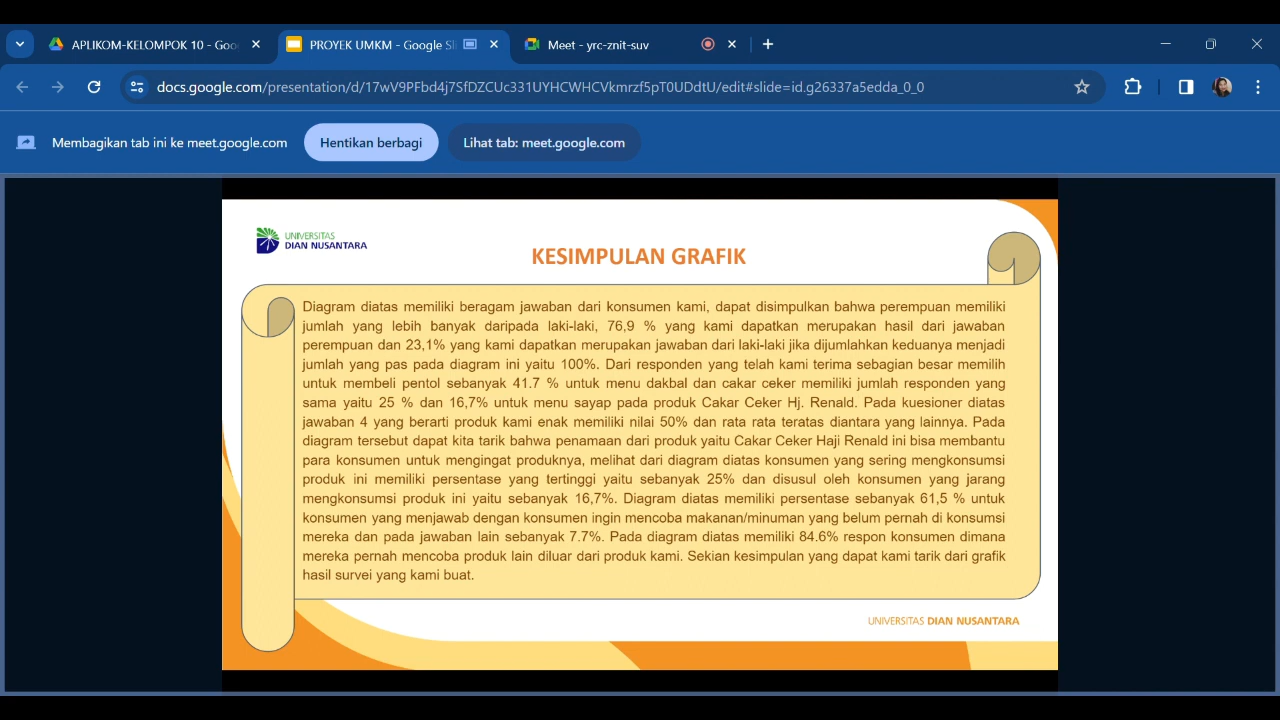 APLIKOM-KELOMPOK 10 - Goo
PROYEK UMKM - Google Sl
Meet - yrc-znit-suv
docs.google.com/presentation/d/17wV9PFbd4j7SfDZCUc331UYHCWHCVkmrzf5pT0UDdtU/edit#slide=id.g26337a5edda_0_0
Membagikan tab ini ke meet.google.com
Hentikan berbagi
Lihat tab: meet.google.com
UNIVERSITAS
DIAN NUSANTARA
KESIMPULAN GRAFIK
Diagram diatas memiliki beragam jawaban dari konsumen kami, dapat disimpulkan bahwa perempuan memiliki
jumlah yang lebih banyak daripada laki-laki, 76,9 % yang kami dapatkan merupakan hasil dari jawaban
perempuan dan 23,1% yang kami dapatkan merupakan jawaban dari laki-laki jika dijumlahkan keduanya menjadi
jumlah yang pas pada diagram ini yaitu 100%. Dari responden yang telah kami terima sebagian besar memilih
untuk membeli pentol sebanyak 41.7 % untuk menu dakbal dan cakar ceker memiliki jumlah responden yang
sama yaitu 25 % dan 16,7% untuk menu sayap pada produk Cakar Ceker Hj. Renald. Pada kuesioner diatas
jawaban 4 yang berarti produk kami enak memiliki nilai 50% dan rata rata teratas diantara yang lainnya. Pada
diagram tersebut dapat kita tarik bahwa penamaan dari produk yaitu Cakar Ceker Haji Renald ini bisa membantu
para konsumen untuk mengingat produknya, melihat dari diagram diatas konsumen yang sering mengkonsumsi
produk ini memiliki persentase yang tertinggi yaitu sebanyak 25% dan disusul oleh konsumen yang jarang
mengkonsumsi produk ini yaitu sebanyak 16,7%. Diagram diatas memiliki persentase sebanyak 61,5 % untuk
konsumen yang menjawab dengan konsumen ingin mencoba makanan/minuman yang belum pernah di konsumsi
mereka dan pada jawaban lain sebanyak 7.7%. Pada diagram diatas memiliki 84.6% respon konsumen dimana
mereka pernah mencoba produk lain diluar dari produk kami. Sekian kesimpulan yang dapat kami tarik dari grafik
hasil survei yang kami buat.
UNIVERSITAS DIAN NUSANTARA